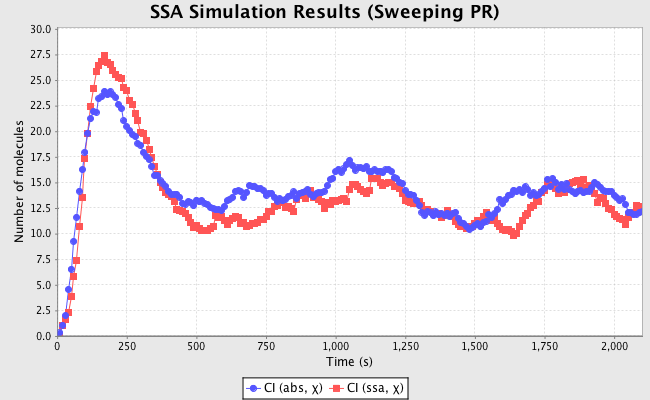 SSA Simulation Results (Sweeping PR)
Number of molecules
30.0
27.5
25.0
22.5
20.0
17.5
15.0
12.5
10.0
7.5
5.0
2.5
0.0
0 250 500 750 1,000 1,250 1,500 1,750 2,000
Time (s)
CI (abs, χ) CI (ssa, χ)